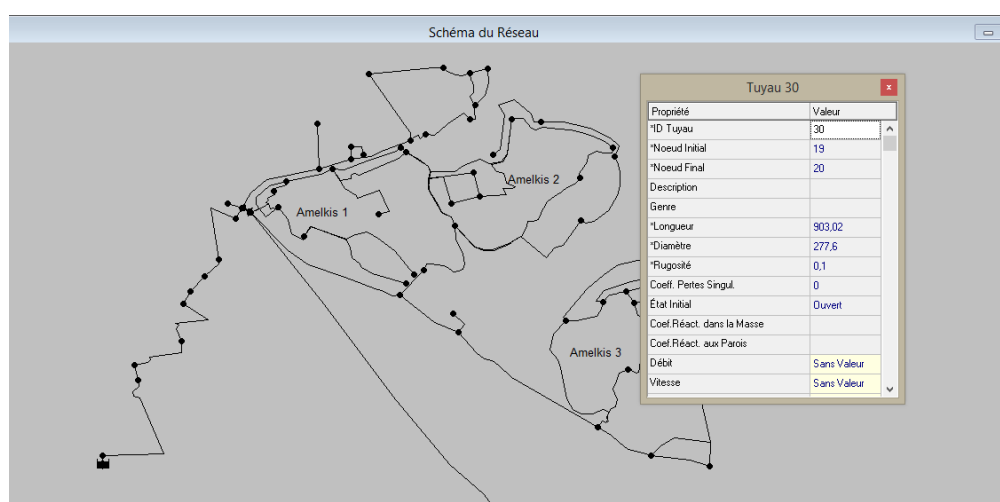 Schéma du Réseau
Tuyau 30
x
Propriété Valeur
*ID Tuyau 30
*Noeud Initial 19
*Noeud Final 20
Description
Genre
*Longueur 903,02
*Diamètre 277,6
*Rugosité 0,1
Coeff. Pertes Singul. 0
État Initial Ouvert
Coef.Réact. dans la Masse
Coef.Réact. aux Parois
Débit Sans Valeur
Vitesse Sans Valeur
Amelkis 2
Amelkis 1
Amelkis 3